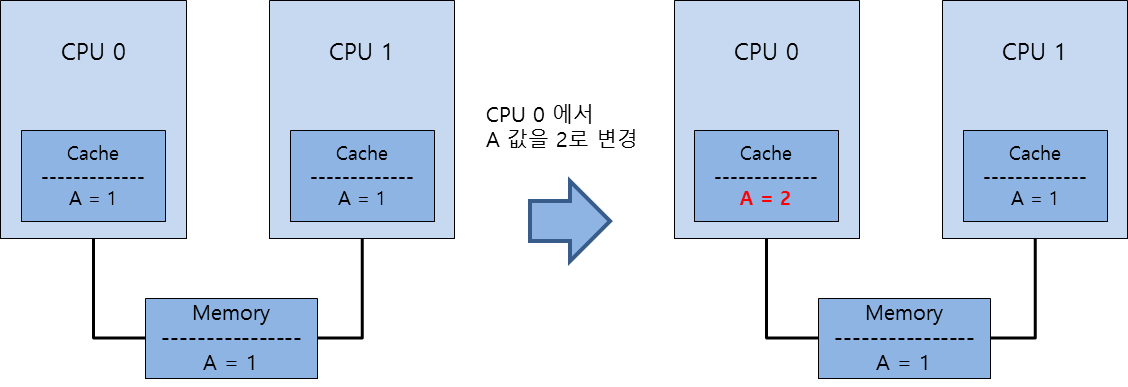 CPU 0
Cache
--------------
A = 1
CPU 1
Cache
--------------
A = 1
Memory
----------------
A = 1
CPU 0 에서
A 값을 2로 변경
CPU 0
Cache
--------------
A = 2
CPU 1
Cache
--------------
A = 1
Memory
----------------
A = 1